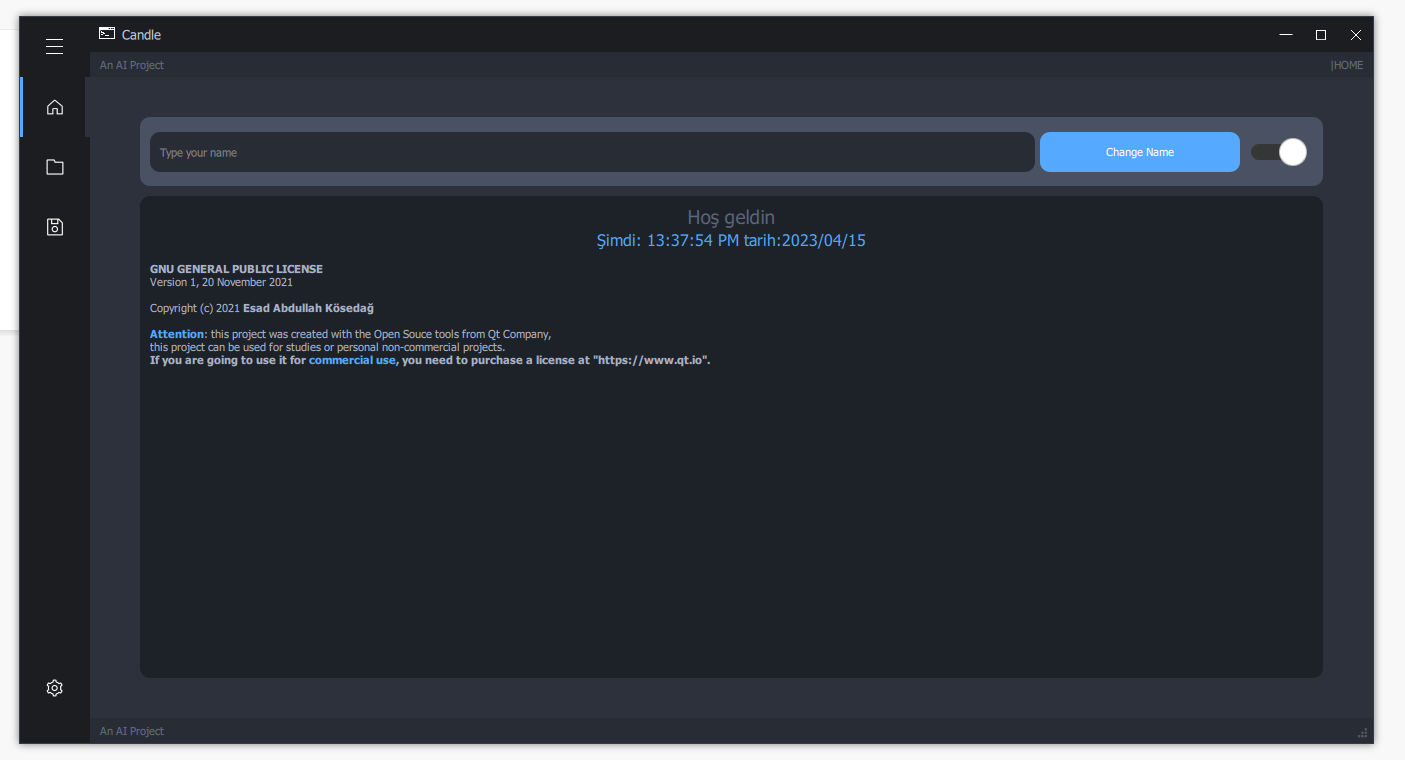 Candle
An AI Project
|HOME
Type your name
Change Name
Hoş geldin
Şimdi: 13:37:54 PM tarih:2023/04/15
GNU GENERAL PUBLIC LICENSE
Version 1, 20 November 2021
Copyright (c) 2021 Esad Abdullah Kösedağ
Attention: this project was created with the Open Souce tools from Qt Company,
this project can be used for studies or personal non-commercial projects.
If you are going to use it for commercial use, you need to purchase a license at "https://www.qt.io".
An AI Project